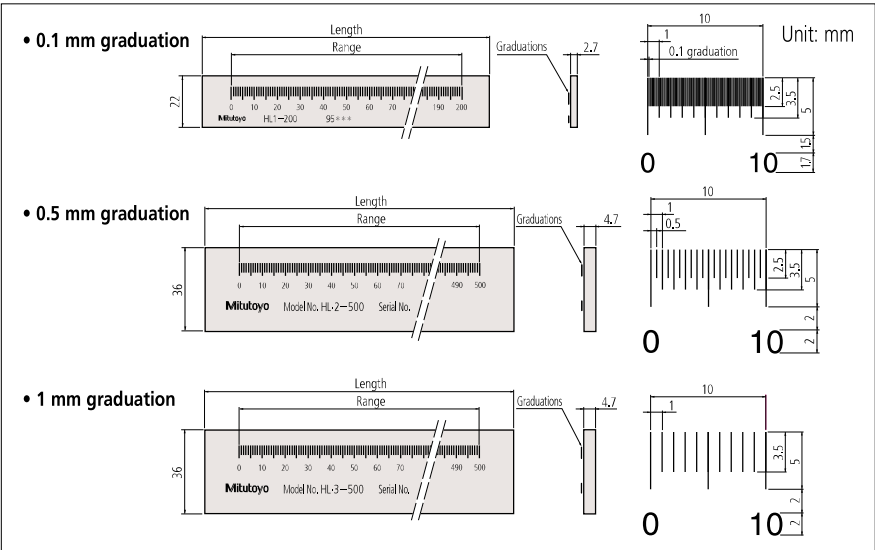 • 0.1 mm graduation
Length
Range
Graduations
2.7
22
0 10 20 30 40 50 60 70 190 200
Mitutoyo HL1−200 95∗∗∗
10
Unit: mm
1
0.1 graduation
2.5
3.5
5
1.5
1.7
0 10
• 0.5 mm graduation
Length
Range
Graduations
4.7
36
0 10 20 30 40 50 60 70 490 500
Mitutoyo Model No. HL·2−500 Serial No.
10
1
0.5
2.5
3.5
5
2
2
0 10
• 1 mm graduation
Length
Range
Graduations
4.7
36
0 10 20 30 40 50 60 70 490 500
Mitutoyo Model No. HL·3−500 Serial No.
10
1
3.5
5
2
2
0 10